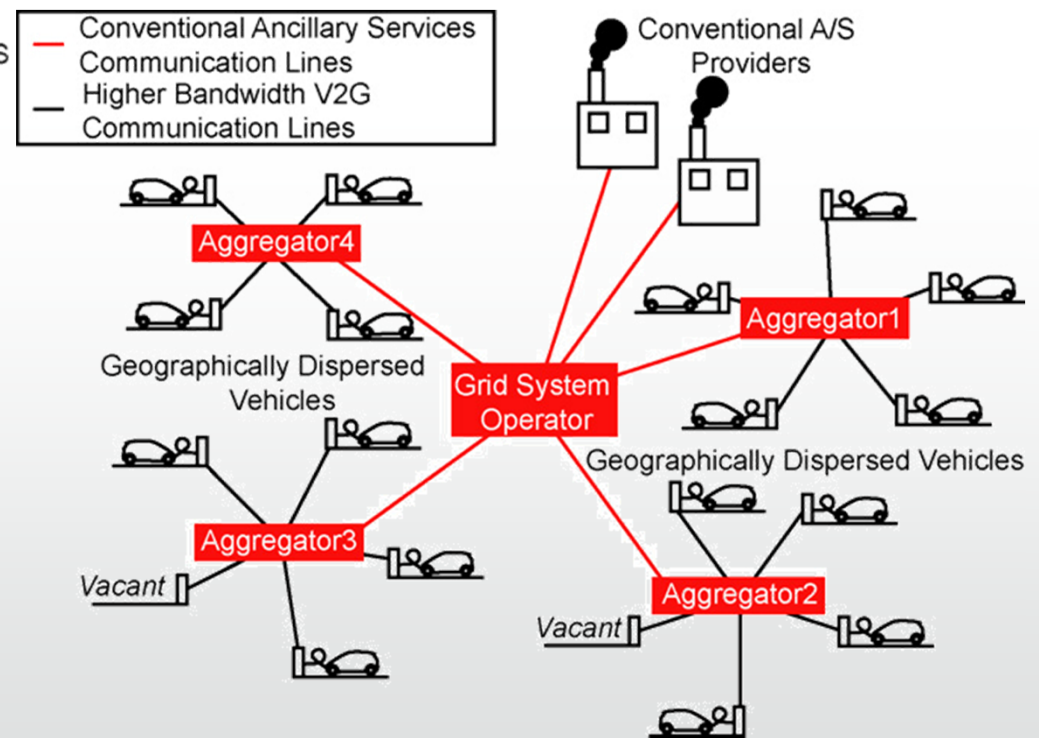 S
Conventional Ancillary Services
Communication Lines
Higher Bandwidth V2G
Communication Lines
Conventional A/S
Providers
Aggregator4
Aggregator1
Geographically Dispersed
Vehicles
Grid System
Operator
Geographically Dispersed Vehicles
Aggregator3
Vacant
Aggregator2
Vacant